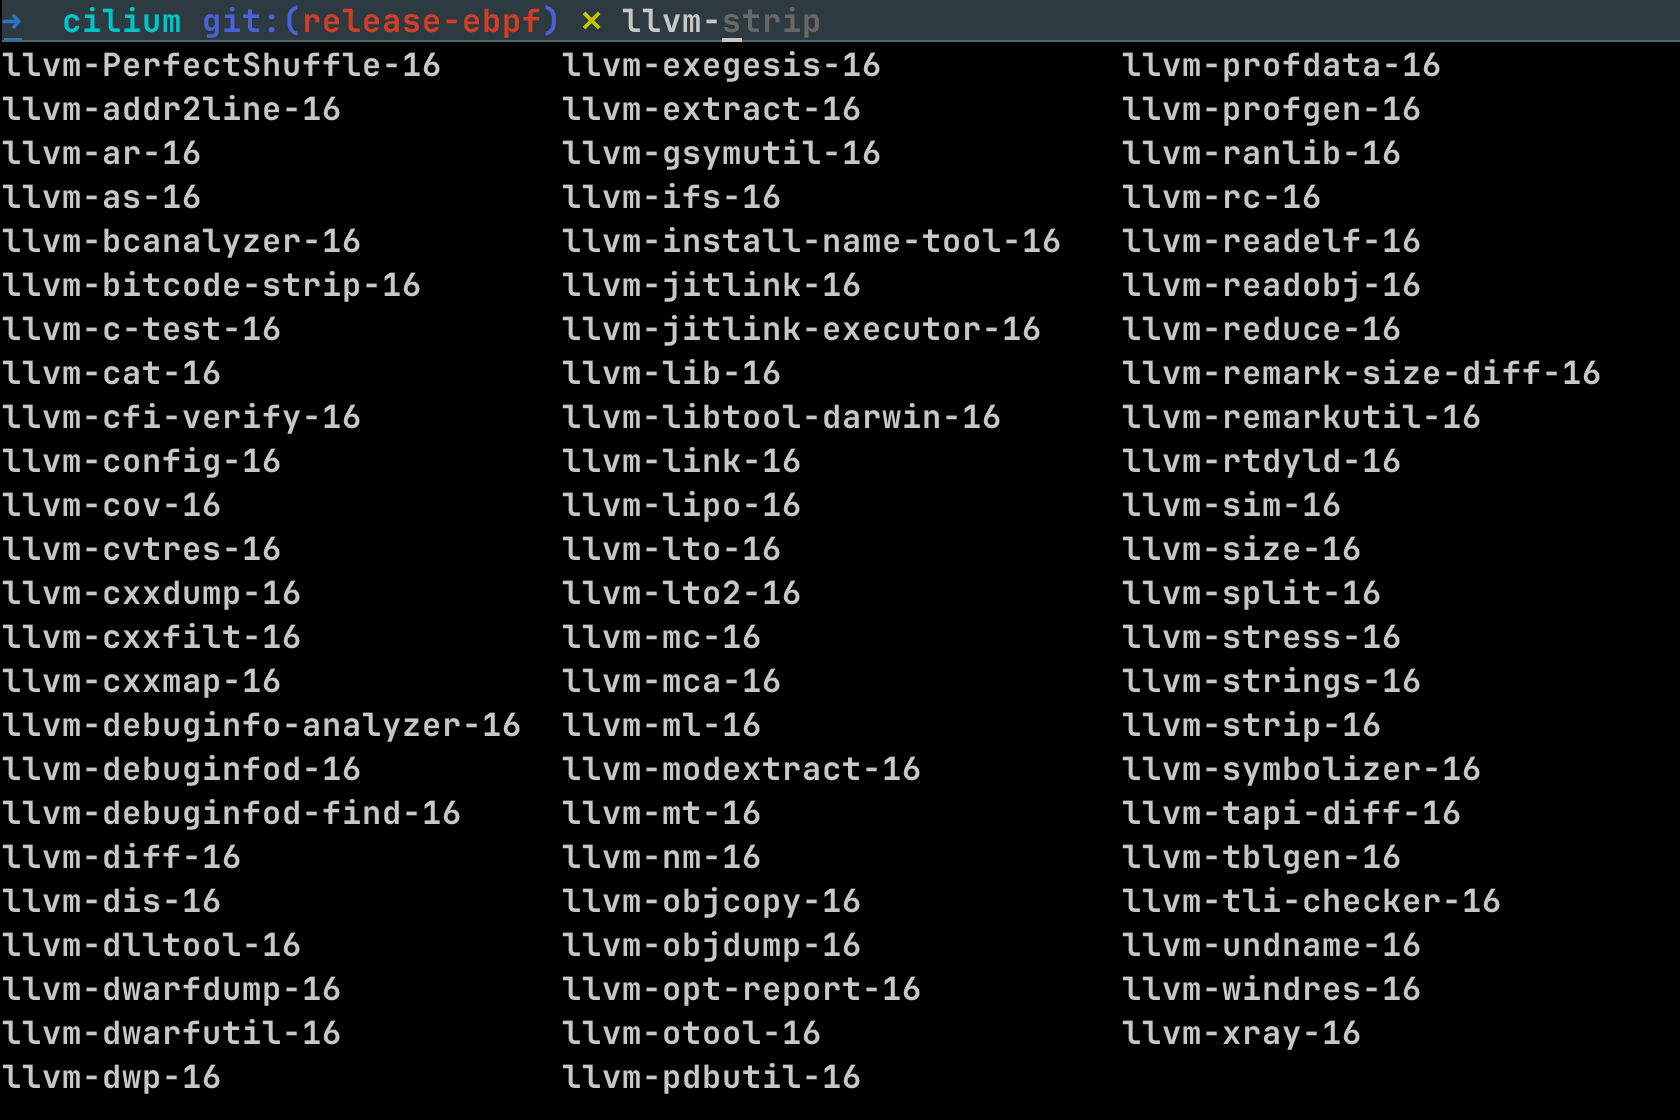 → cilium git:(release-ebpf) × llvm-strip
llvm-PerfectShuffle-16 llvm-exegesis-16 llvm-profdata-16
llvm-addr2line-16 llvm-extract-16 llvm-profgen-16
llvm-ar-16 llvm-gsymutil-16 llvm-ranlib-16
llvm-as-16 llvm-ifs-16 llvm-rc-16
llvm-bcanalyzer-16 llvm-install-name-tool-16 llvm-readelf-16
llvm-bitcode-strip-16 llvm-jitlink-16 llvm-readobj-16
llvm-c-test-16 llvm-jitlink-executor-16 llvm-reduce-16
llvm-cat-16 llvm-lib-16 llvm-remark-size-diff-16
llvm-cfi-verify-16 llvm-libtool-darwin-16 llvm-remarkutil-16
llvm-config-16 llvm-link-16 llvm-rtdyld-16
llvm-cov-16 llvm-lipo-16 llvm-sim-16
llvm-cvtres-16 llvm-lto-16 llvm-size-16
llvm-cxxdump-16 llvm-lto2-16 llvm-split-16
llvm-cxxfilt-16 llvm-mc-16 llvm-stress-16
llvm-cxxmap-16 llvm-mca-16 llvm-strings-16
llvm-debuginfo-analyzer-16 llvm-ml-16 llvm-strip-16
llvm-debuginfod-16 llvm-modextract-16 llvm-symbolizer-16
llvm-debuginfod-find-16 llvm-mt-16 llvm-tapi-diff-16
llvm-diff-16 llvm-nm-16 llvm-tblgen-16
llvm-dis-16 llvm-objcopy-16 llvm-tli-checker-16
llvm-dlltool-16 llvm-objdump-16 llvm-undname-16
llvm-dwarfdump-16 llvm-opt-report-16 llvm-windres-16
llvm-dwarfutil-16 llvm-otool-16 llvm-xray-16
llvm-dwp-16 llvm-pdbutil-16